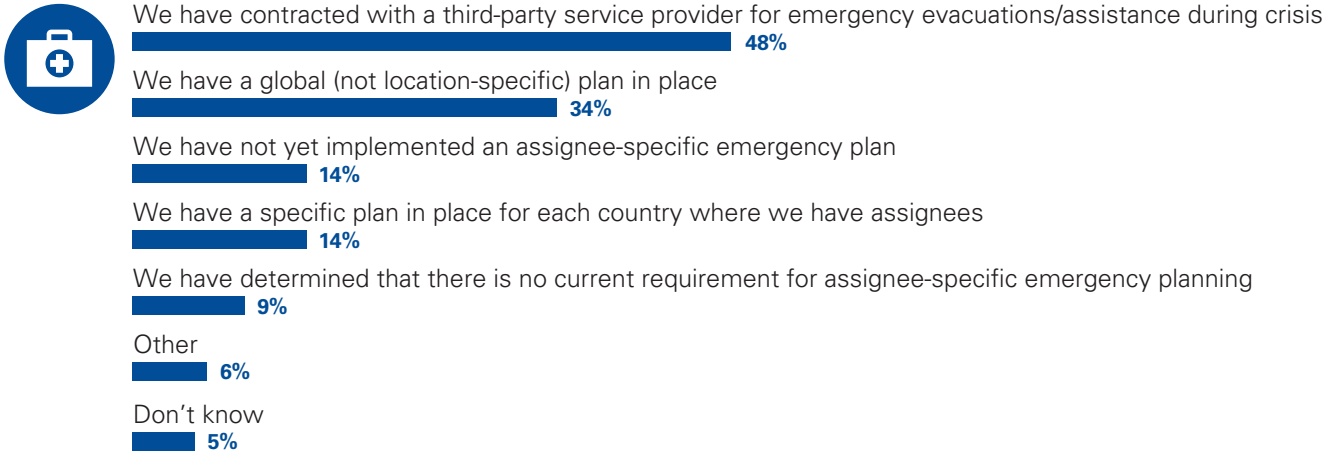 We have contracted with a third-party service provider for emergency evacuations/assistance during crisis
48%
We have a global (not location-specific) plan in place
34%
We have not yet implemented an assignee-specific emergency plan
14%
We have a specific plan in place for each country where we have assignees
14%
We have determined that there is no current requirement for assignee-specific emergency planning
9%
Other
6%
Don’t know
5%